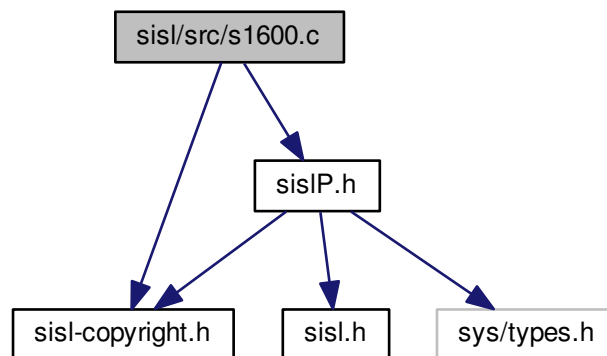 sisl/src/s1600.c
sislP.h
sisl-copyright.h
sisl.h
sys/types.h